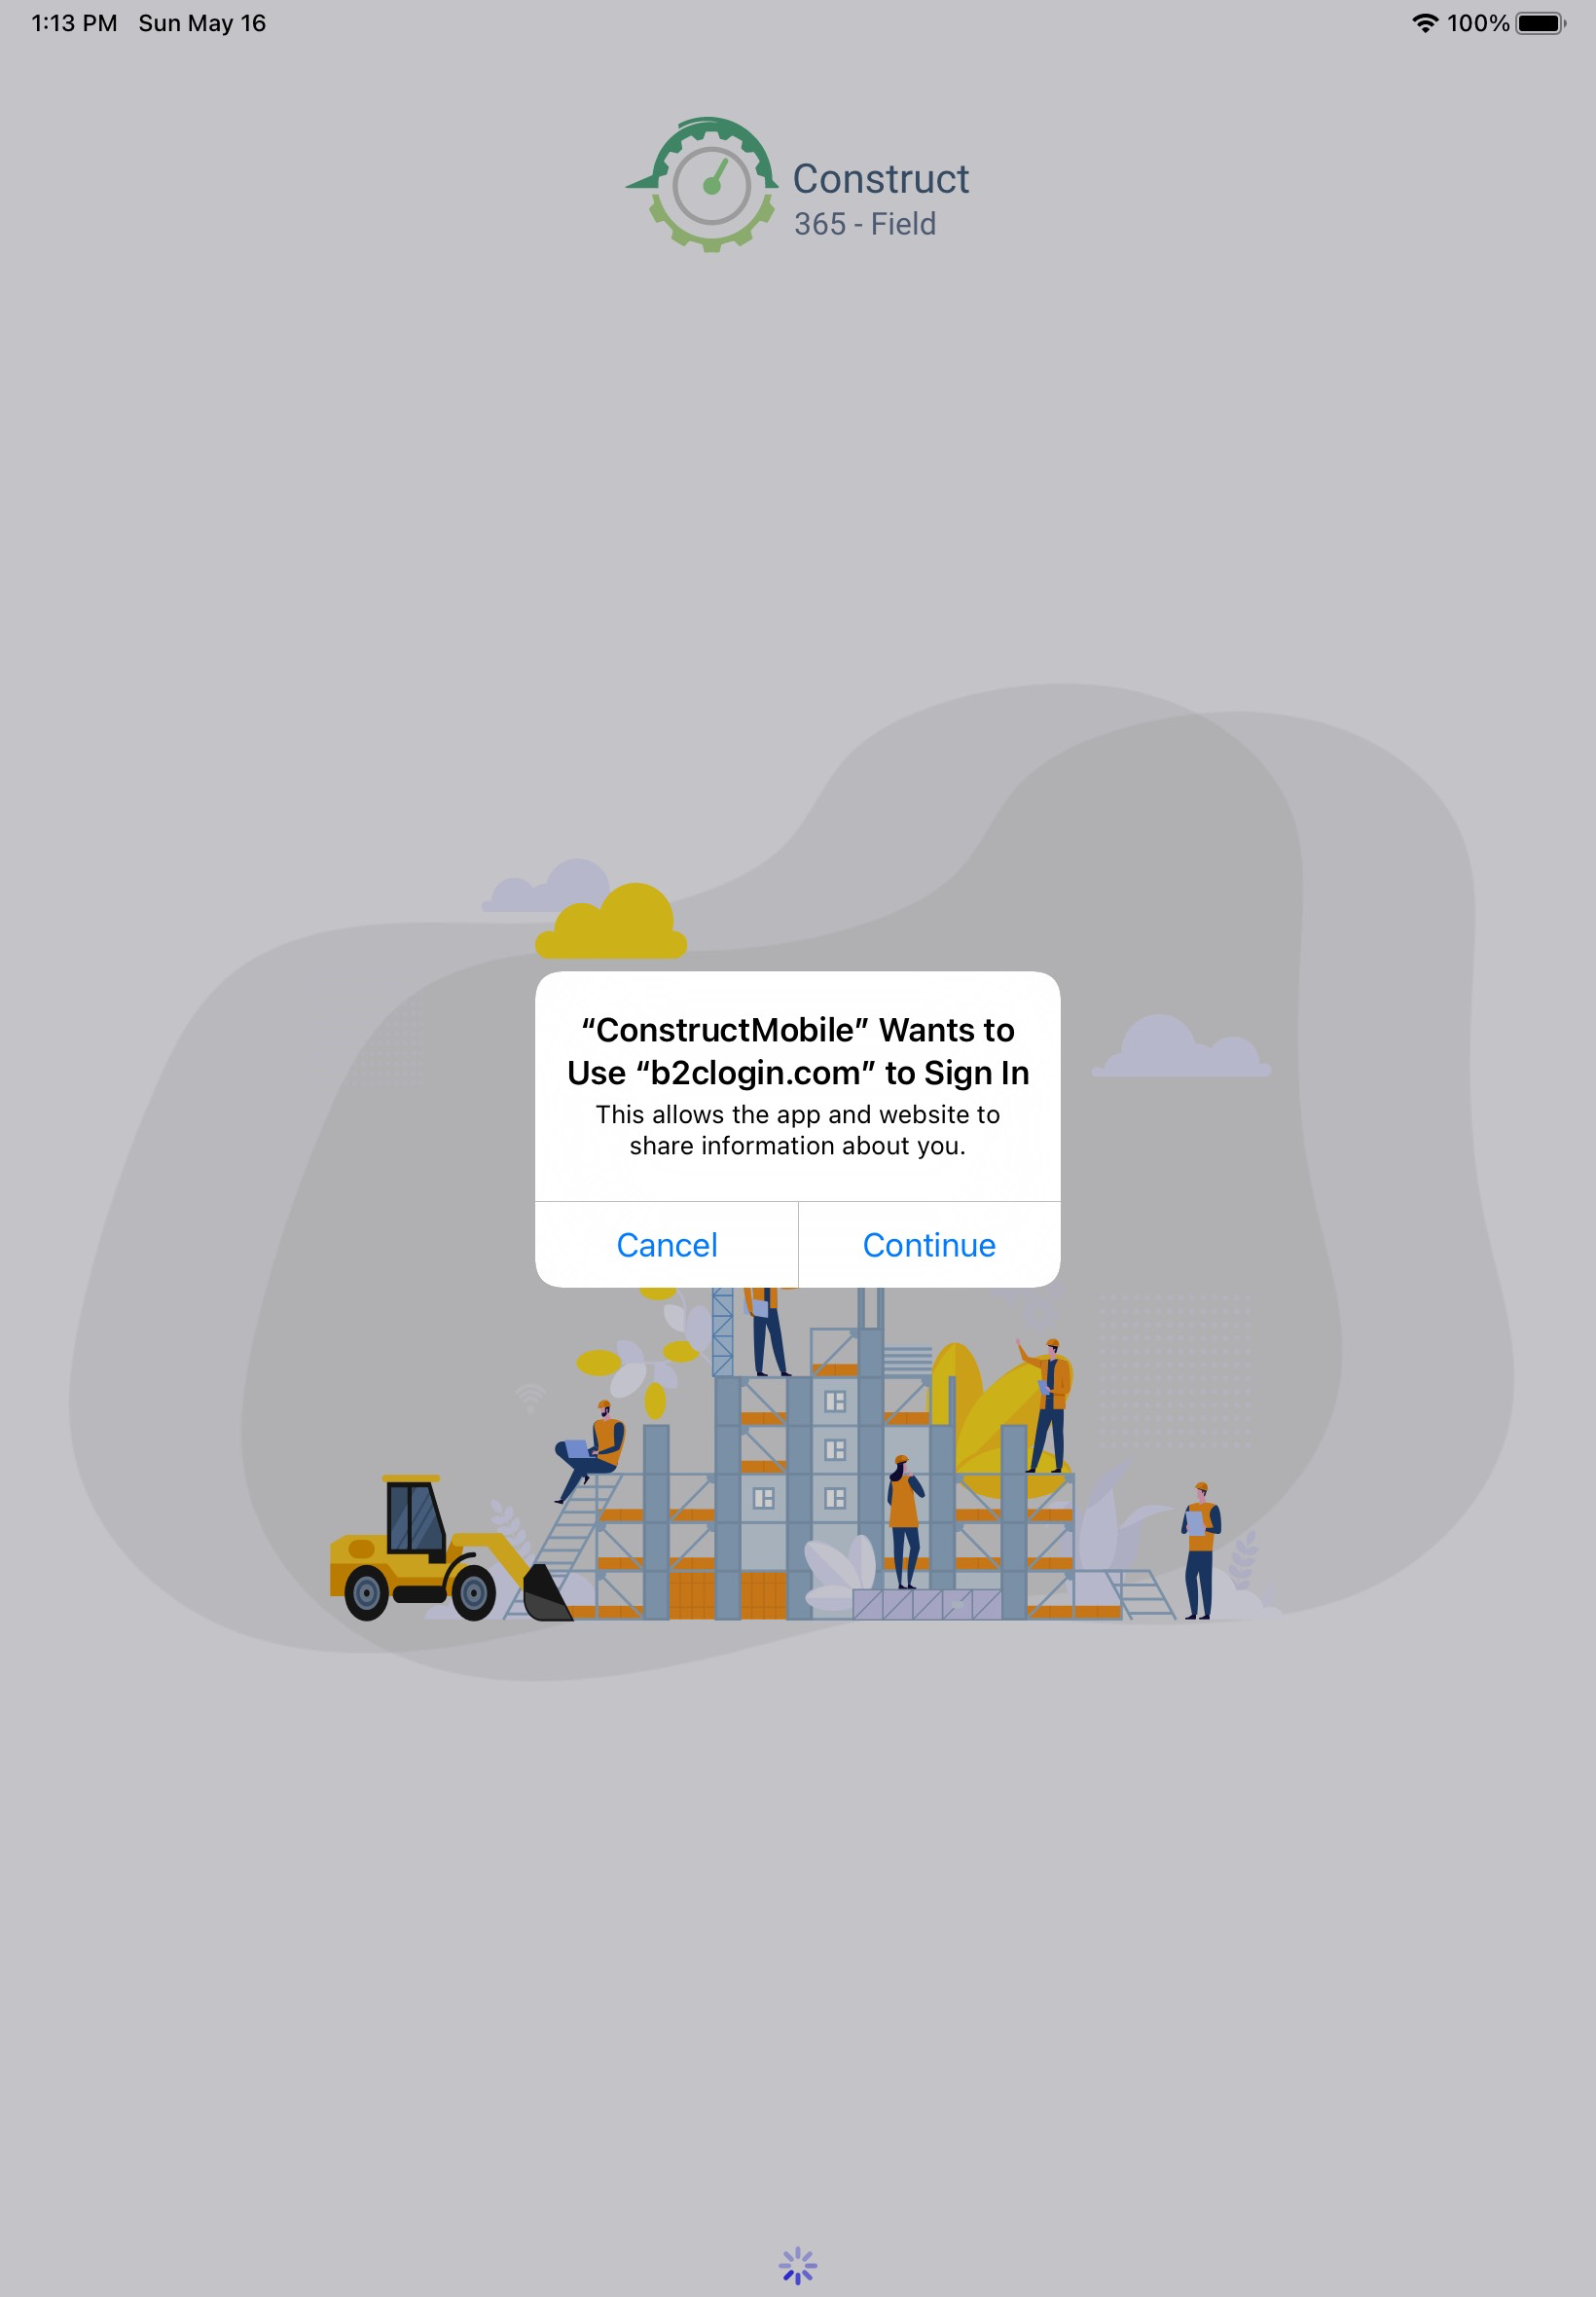 1:13 PM Sun May 16
100%
Construct
365 - Field
“ConstructMobile” Wants to
Use “b2clogin.com” to Sign In
This allows the app and website to
share information about you.
Cancel
Continue